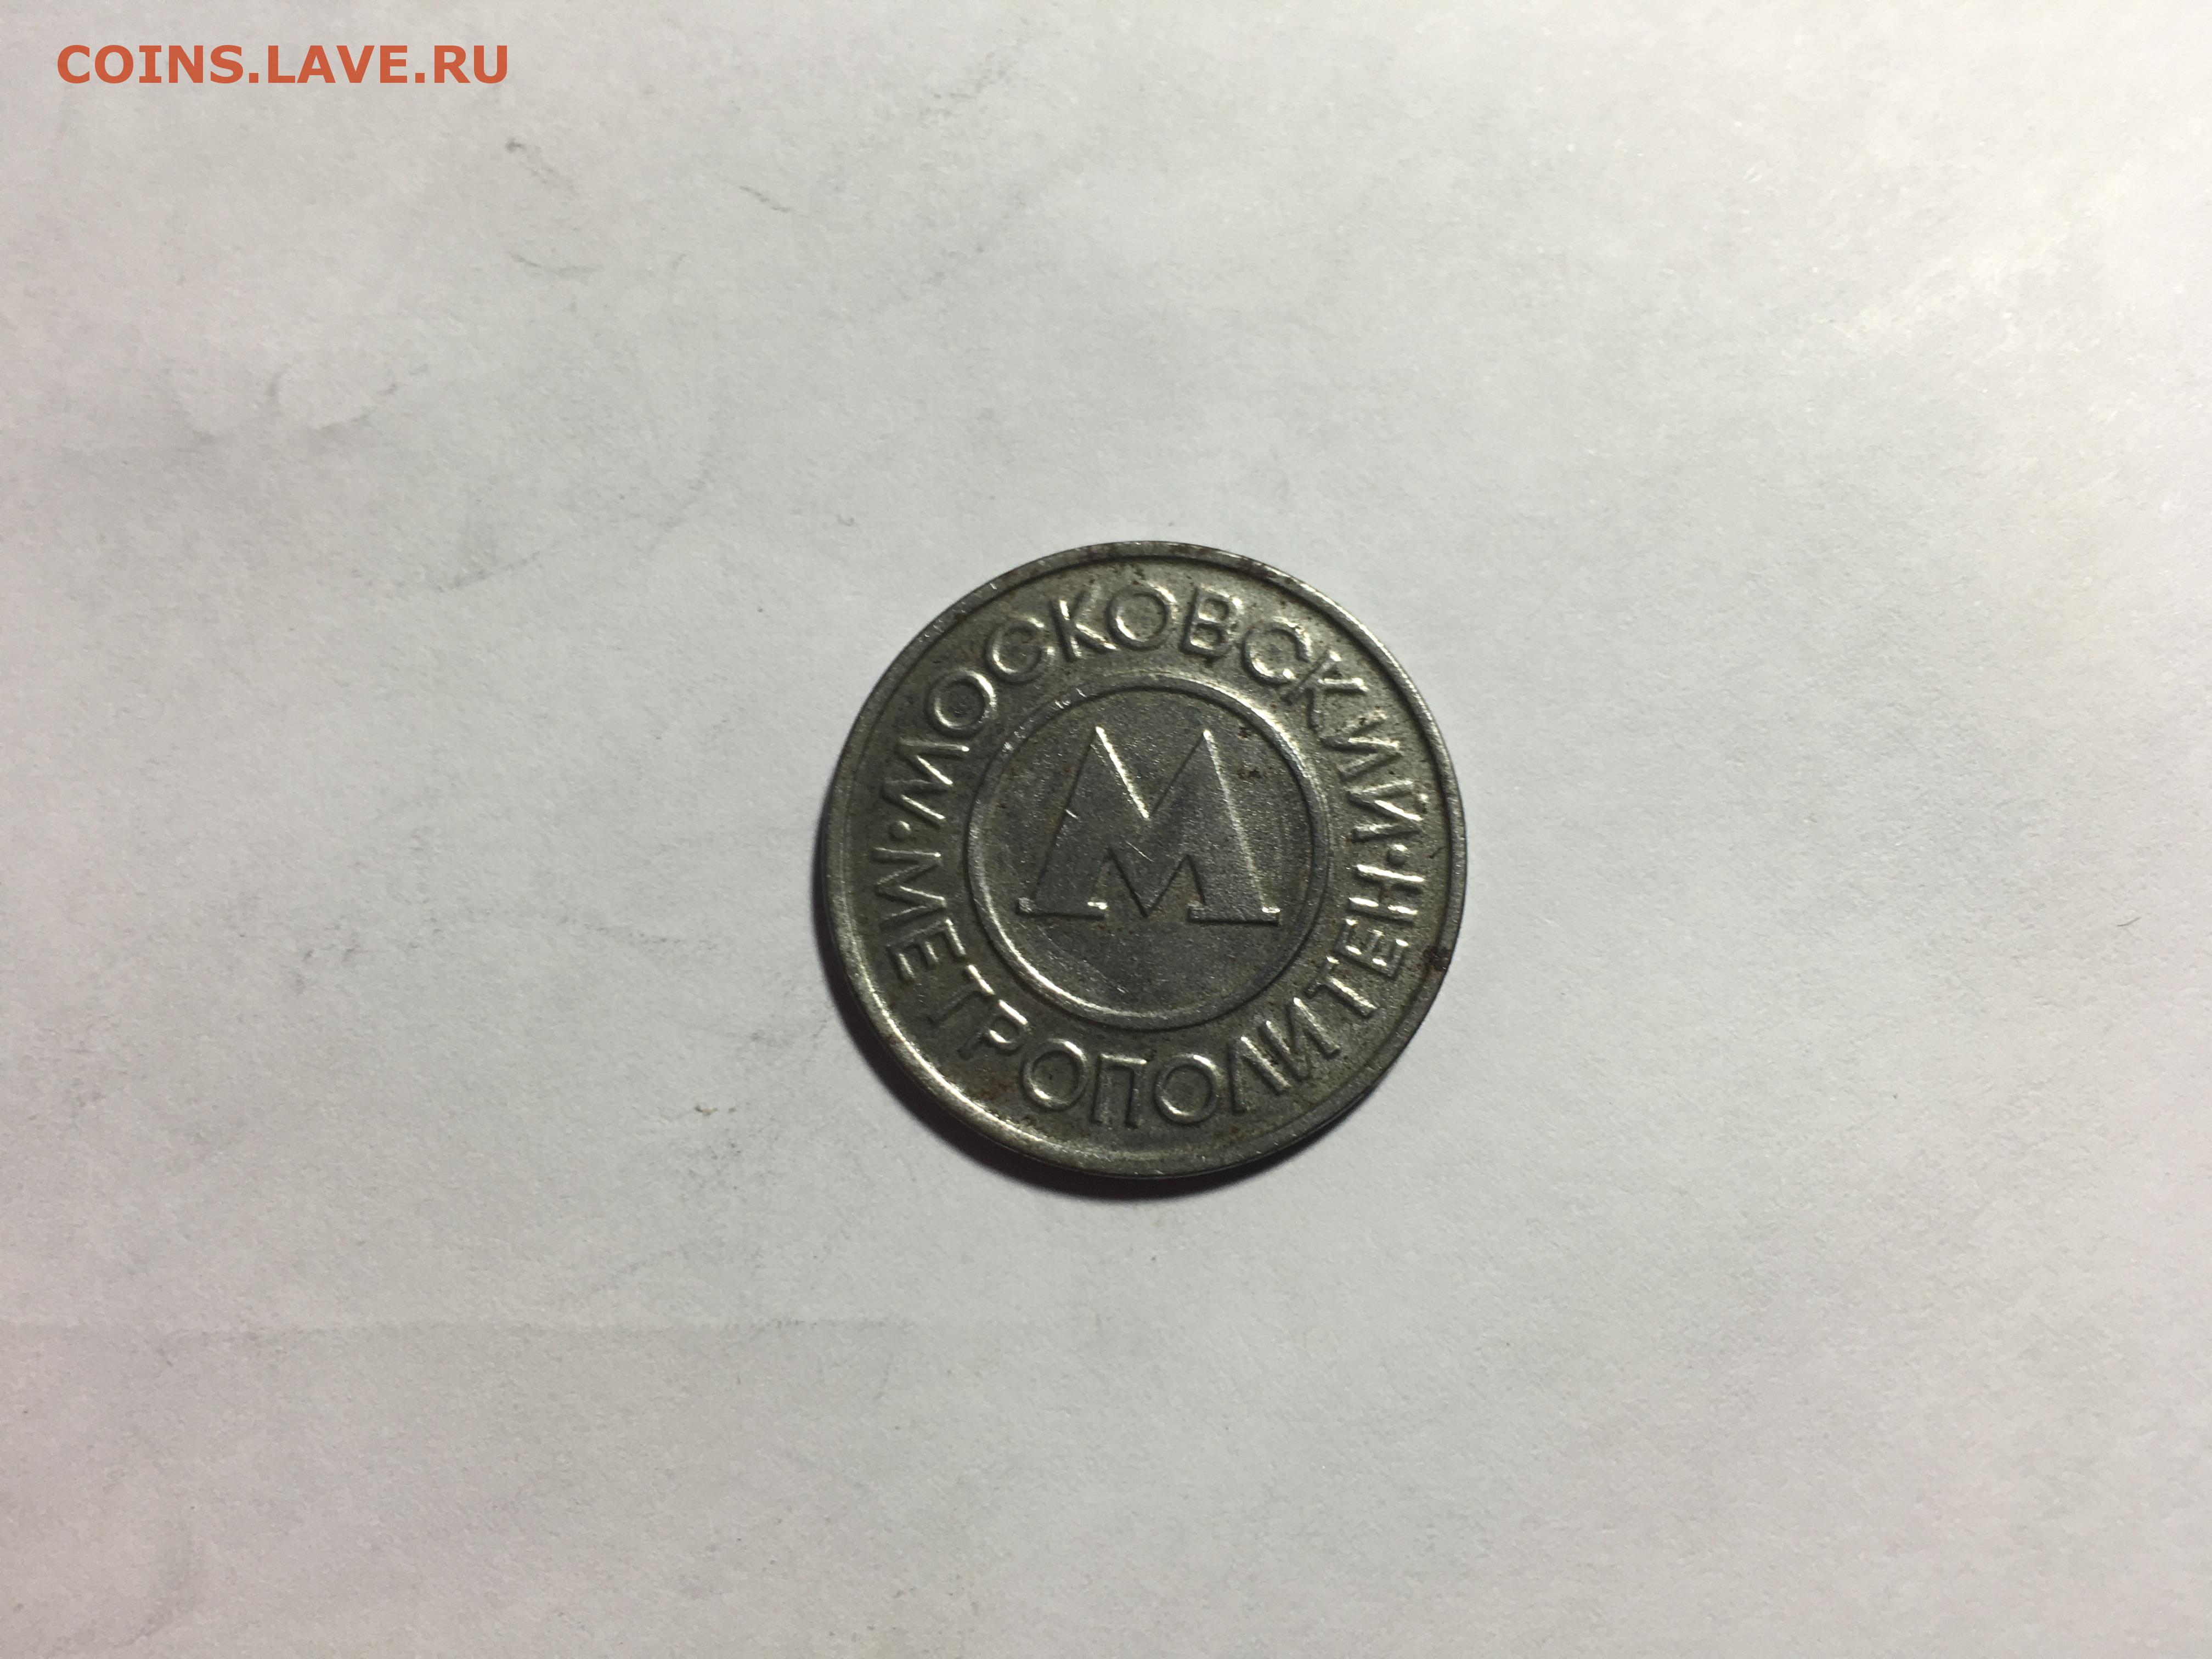 COINS.LAVE.RU
МОСКОВСКИЙ
М
МЕТРОПОЛИТЕН